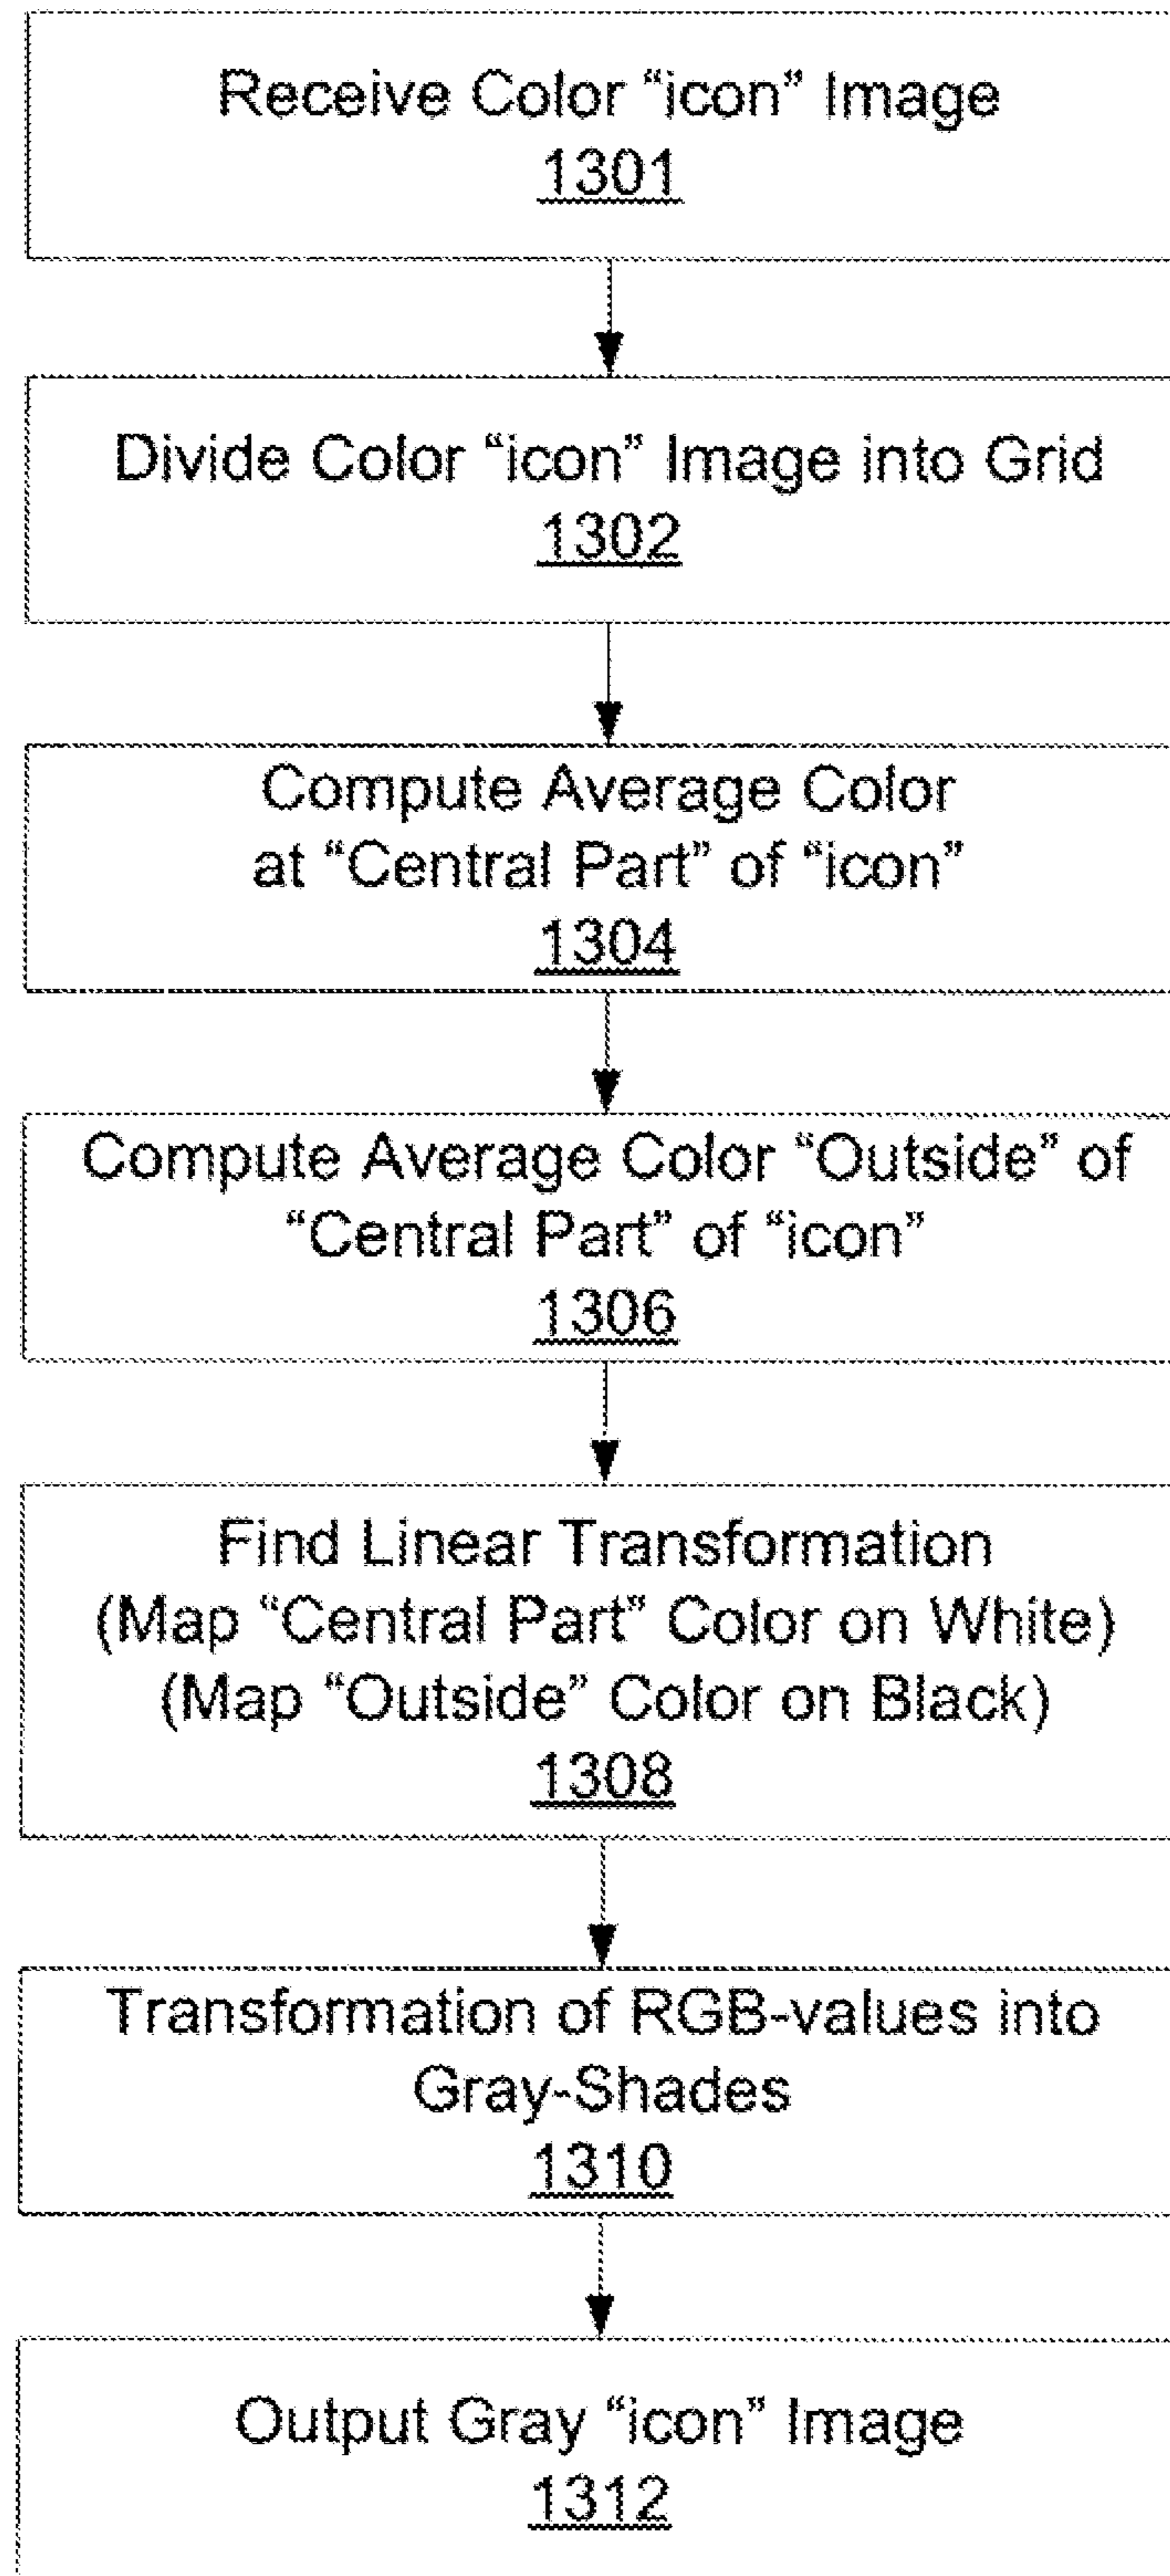 Receive Color “icon” Image
1301
Divide Color “icon” Image into Grid
1302
Compute Average Color
at “Central Part” of “icon”
1304
Compute Average Color “Outside” of
“Central Part” of “icon”
1306
Find Linear Transformation
(Map “Central Part” Color on White)
(Map “Outside” Color on Black)
1308
Transformation of RGB-values into
Gray-Shades
1310
Output Gray “icon” Image
1312